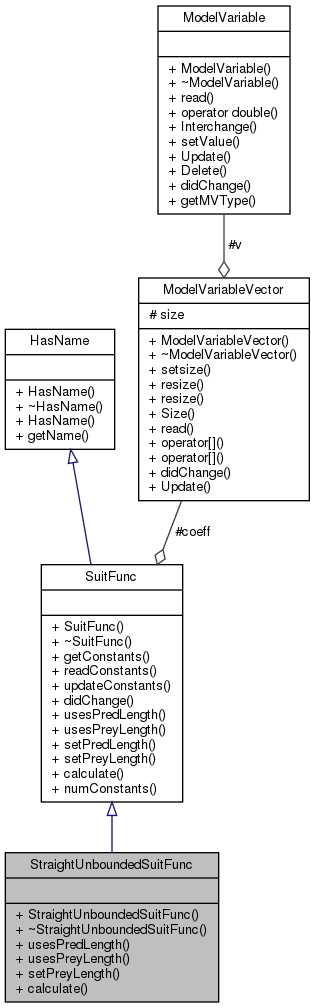 ModelVariable
+ ModelVariable()
+ ~ModelVariable()
+ read()
+ operator double()
+ Interchange()
+ setValue()
+ Update()
+ Delete()
+ didChange()
+ getMVType()
#v
ModelVariableVector
# size
+ ModelVariableVector()
+ ~ModelVariableVector()
+ setsize()
+ resize()
+ resize()
+ Size()
+ read()
+ operator[]()
+ operator[]()
+ didChange()
+ Update()
HasName
+ HasName()
+ ~HasName()
+ HasName()
+ getName()
#coeff
SuitFunc
+ SuitFunc()
+ ~SuitFunc()
+ getConstants()
+ readConstants()
+ updateConstants()
+ didChange()
+ usesPredLength()
+ usesPreyLength()
+ setPredLength()
+ setPreyLength()
+ calculate()
+ numConstants()
StraightUnboundedSuitFunc
+ StraightUnboundedSuitFunc()
+ ~StraightUnboundedSuitFunc()
+ usesPredLength()
+ usesPreyLength()
+ setPreyLength()
+ calculate()